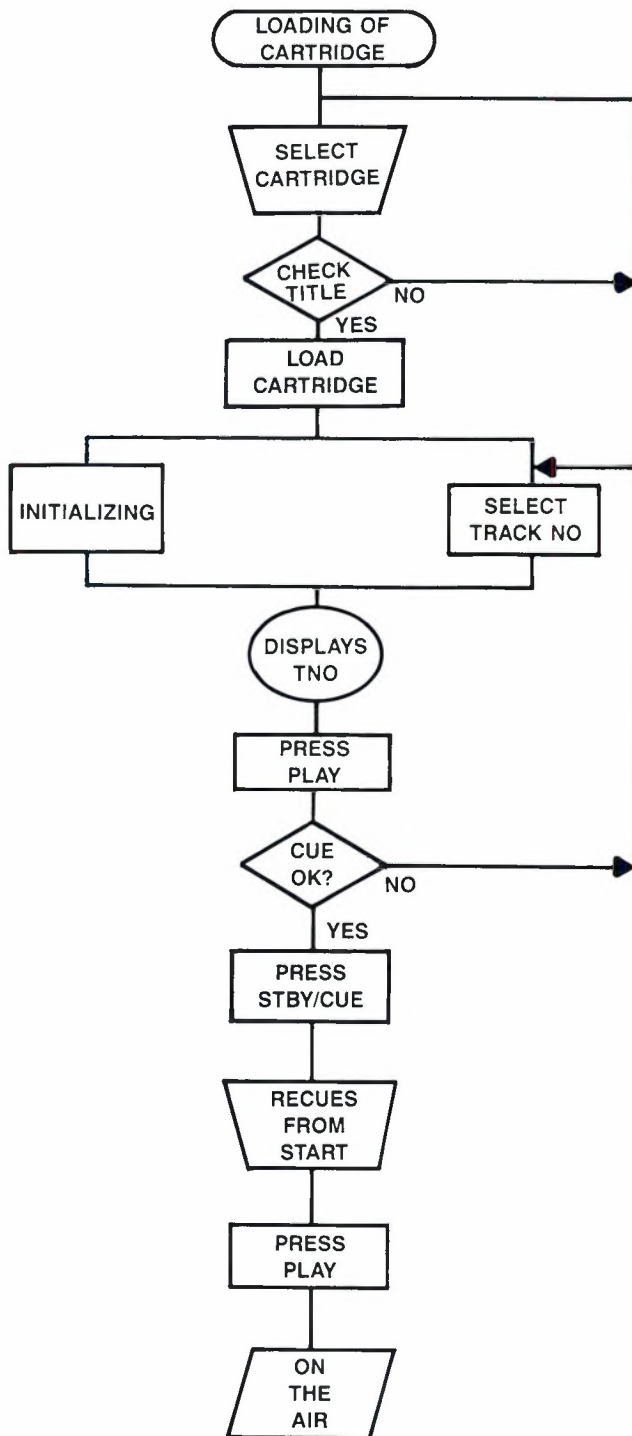 LOADING OF
CARTRIDGE
SELECT
CARTRIDGE
CHECK
TITLE
NO
YES
LOAD
CARTRIDGE
INITIALIZING
SELECT
TRACK NO
DISPLAYS
TNO
PRESS
PLAY
CUE
OK?
NO
YES
PRESS
STBY/CUE
RECUES
FROM
START
PRESS
PLAY
ON
THE
AIR